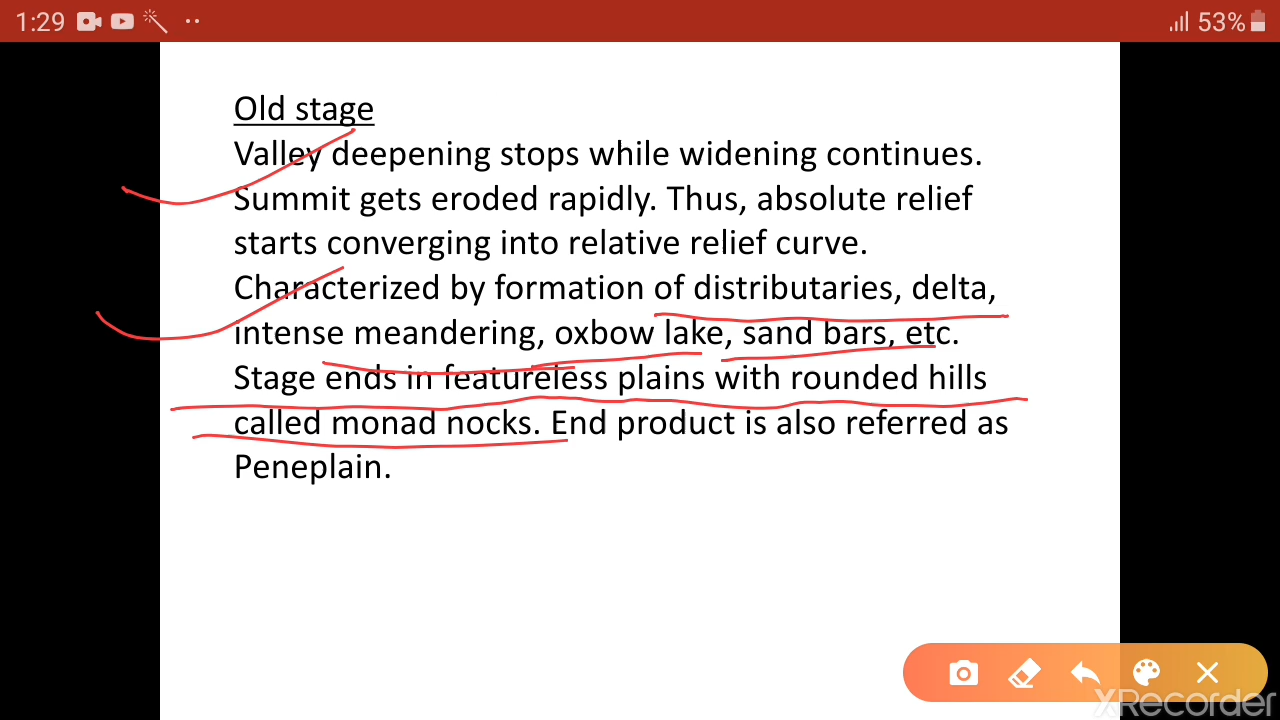 1:29
53%
Old stage
Valley deepening stops while widening continues.
Summit gets eroded rapidly. Thus, absolute relief
starts converging into relative relief curve.
Characterized by formation of distributaries, delta,
intense meandering, oxbow lake, sand bars, etc.
Stage ends in featureless plains with rounded hills
called monad nocks. End product is also referred as
Peneplain.
XRecorder